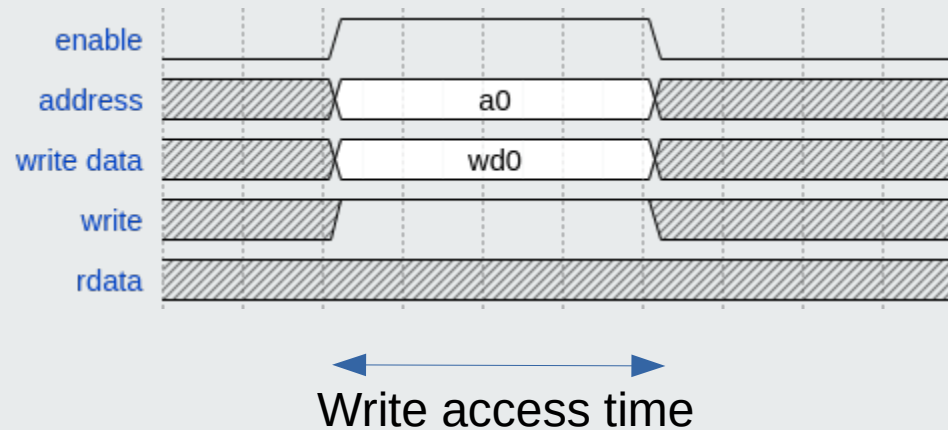 enable
address a0
write data wd0
write
rdata
Write access time